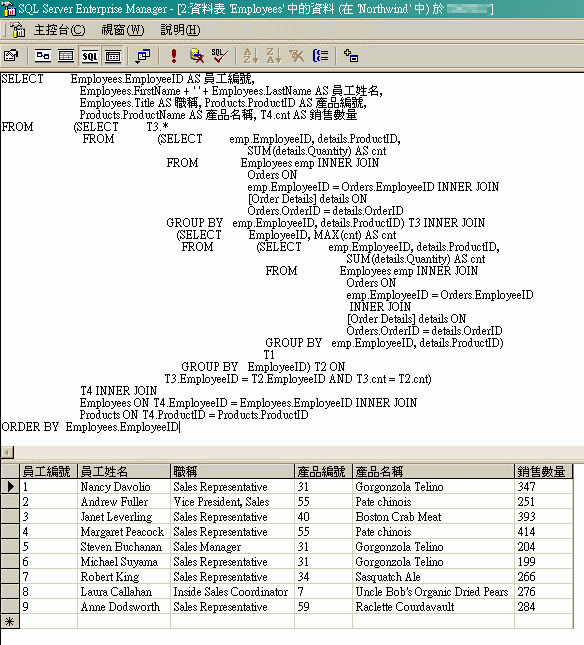 SQL Server Enterprise Manager - [2:資料表 'Employees' 中的資料 (在 'Northwind' 中) 於 ]
主控台(C) 視窗(W) 說明(H)
SQL ! SQL
SELECT Employees.EmployeeID AS 員工編號,
Employees.FirstName + ' ' + Employees.LastName AS 員工姓名,
Employees.Title AS 職稱, Products.ProductID AS 產品編號,
Products.ProductName AS 產品名稱, T4.cnt AS 銷售數量
FROM (SELECT T3.*
FROM (SELECT emp.EmployeeID, details.ProductID,
SUM(details.Quantity) AS cnt
FROM Employees emp INNER JOIN
Orders ON
emp.EmployeeID = Orders.EmployeeID INNER JOIN
[Order Details] details ON
Orders.OrderID = details.OrderID
GROUP BY emp.EmployeeID, details.ProductID) T3 INNER JOIN
(SELECT EmployeeID, MAX(cnt) AS cnt
FROM (SELECT emp.EmployeeID, details.ProductID,
SUM(details.Quantity) AS cnt
FROM Employees emp INNER JOIN
Orders ON
emp.EmployeeID = Orders.EmployeeID
INNER JOIN
[Order Details] details ON
Orders.OrderID = details.OrderID
GROUP BY emp.EmployeeID, details.ProductID)
T1
GROUP BY EmployeeID) T2 ON
T3.EmployeeID = T2.EmployeeID AND T3.cnt = T2.cnt)
T4 INNER JOIN
Employees ON T4.EmployeeID = Employees.EmployeeID INNER JOIN
Products ON T4.ProductID = Products.ProductID
ORDER BY Employees.EmployeeID
員工編號 員工姓名 職稱 產品編號 產品名稱 銷售數量
1 Nancy Davolio Sales Representative 31 Gorgonzola Telino 347
2 Andrew Fuller Vice President, Sales 55 Pate chinois 251
3 Janet Leverling Sales Representative 40 Boston Crab Meat 393
4 Margaret Peacock Sales Representative 55 Pate chinois 414
5 Steven Buchanan Sales Manager 31 Gorgonzola Telino 204
6 Michael Suyama Sales Representative 31 Gorgonzola Telino 199
7 Robert King Sales Representative 34 Sasquatch Ale 266
8 Laura Callahan Inside Sales Coordinator 7 Uncle Bob's Organic Dried Pears 276
9 Anne Dodsworth Sales Representative 59 Raclette Courdavault 284